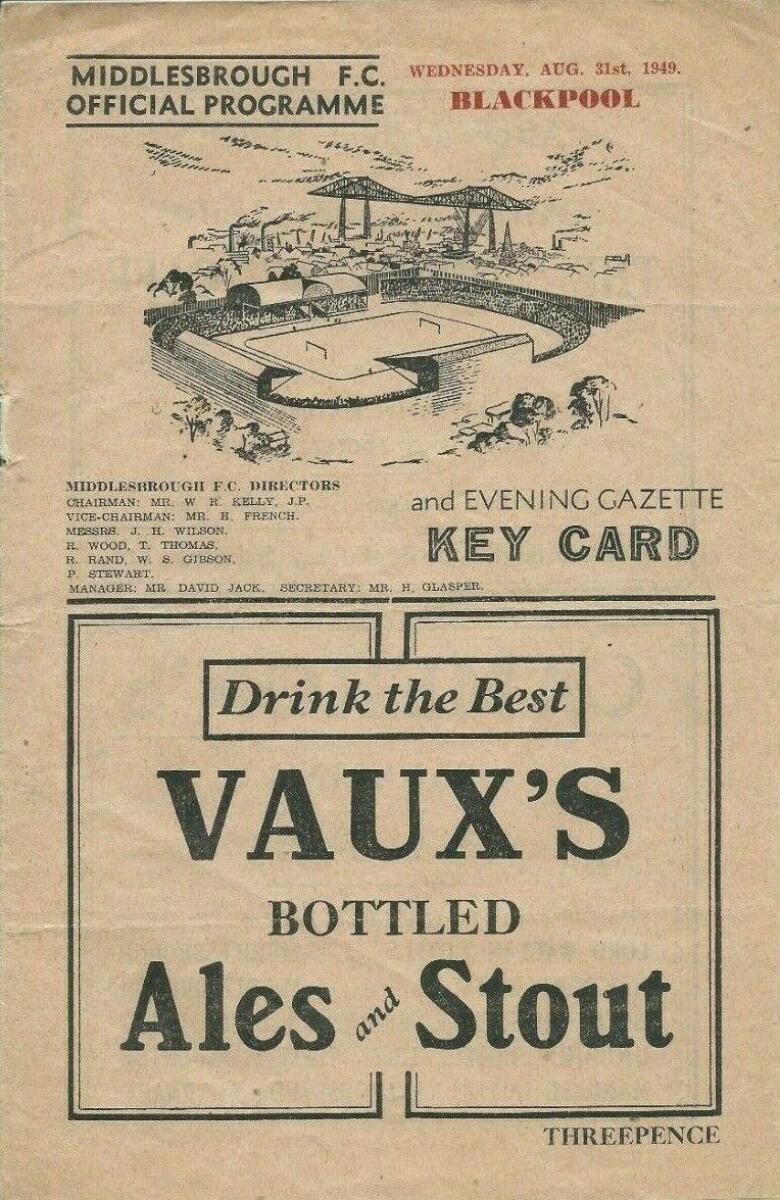 MIDDLESBROUGH F.C.
OFFICIAL PROGRAMME
WEDNESDAY, AUG. 31st, 1949.
BLACKPOOL
MIDDLESBROUGH F.C. DIRECTORS
CHAIRMAN: MR. W. R. KELLY, J.P.
VICE-CHAIRMAN: MR. H. FRENCH.
MESSRS. J. H. WILSON.
R. WOOD, T. THOMAS,
R. RAND, W. S. GIBSON,
P. STEWART.
MANAGER: MR. DAVID JACK. SECRETARY: MR. H. GLASPER.
and EVENING GAZETTE
KEY CARD
Drink the Best
VAUX'S
BOTTLED
Ales and Stout
THREEPENCE